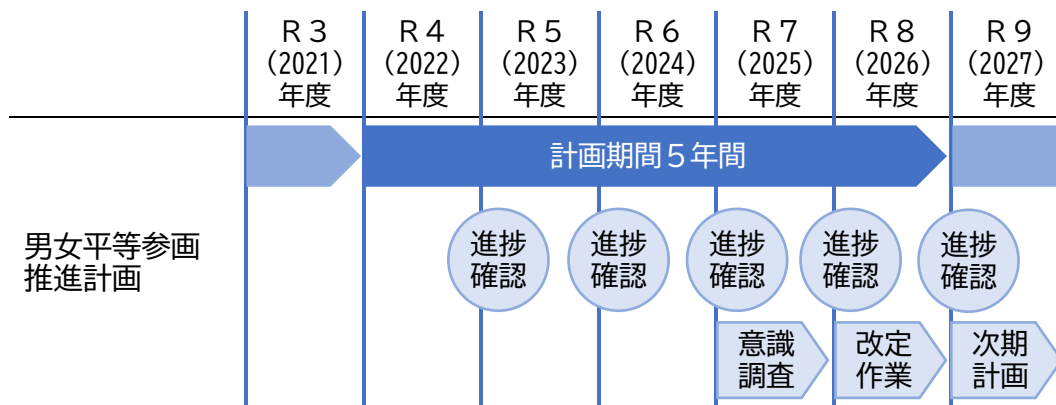 R3 R4 R5 R6 R7 R8 R9
(2021) (2022) (2023) (2024) (2025) (2026) (2027)
年度 年度 年度 年度 年度 年度 年度
計画期間５年間
男女平等参画
推進計画
進捗 進捗 進捗 進捗 進捗
確認 確認 確認 確認 確認
意識 改定 次期
調査 作業 計画